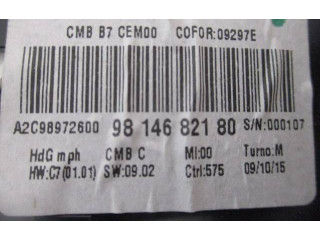 CMB B7 CEM00 COFOR:09297E
A2C98972600 98 146 821 80 S/N:000107
HdG mph CMB C MI:00 Turno:M
HW:C7(01.01) SW:09.02 Ctrl:575 09/10/15